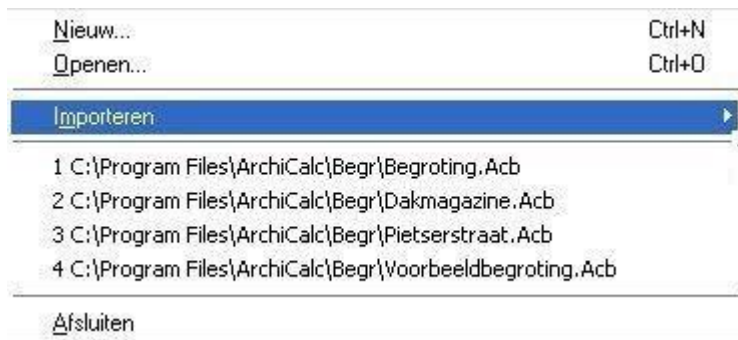 Nieuw... Ctrl+N
Openen... Ctrl+O
Importeren
1 C:\Program Files\ArchiCalc\Begr\Begroting.Acb
2 C:\Program Files\ArchiCalc\Begr\Dakmagazine.Acb
3 C:\Program Files\ArchiCalc\Begr\Pietserstraat.Acb
4 C:\Program Files\ArchiCalc\Begr\Voorbeeldbegroting.Acb
Afsluiten